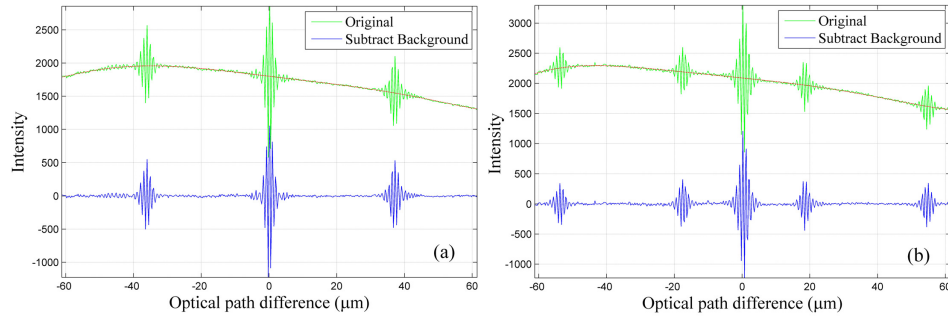 2500
2000
1500
1000
500
0
-500
-1000
Intensity
-60 -40 -20 0 20 40 60
Optical path difference (μm)
Original
Subtract Background
(a)
3000
2500
2000
1500
1000
500
0
-500
-1000
Intensity
-60 -40 -20 0 20 40 60
Optical path difference (μm)
Original
Subtract Background
(b)